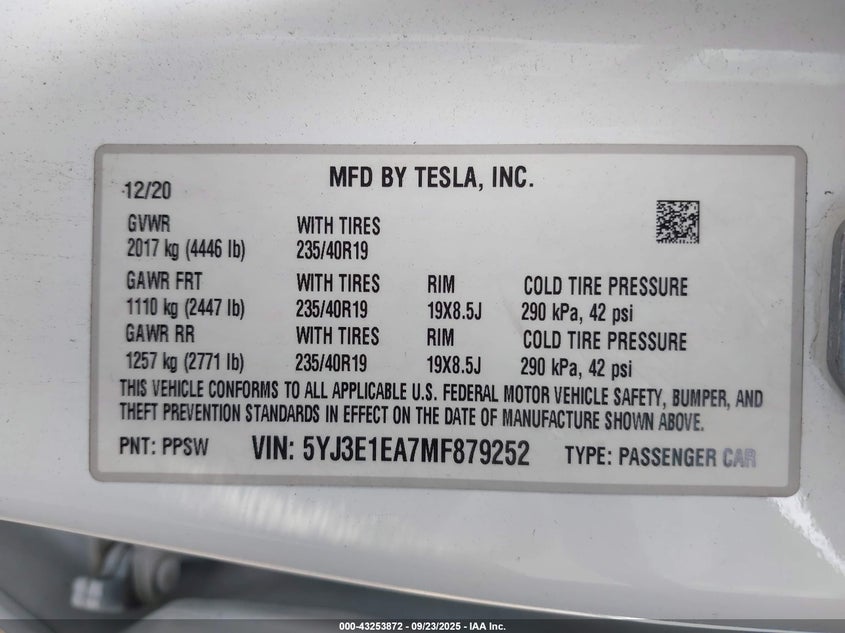 12/20
MFD BY TESLA, INC.
GVWR WITH TIRES
2017 kg (4446 lb) 235/40R19
GAWR FRT WITH TIRES RIM COLD TIRE PRESSURE
1110 kg (2447 lb) 235/40R19 19X8.5J 290 kPa, 42 psi
GAWR RR WITH TIRES RIM COLD TIRE PRESSURE
1257 kg (2771 lb) 235/40R19 19X8.5J 290 kPa, 42 psi
THIS VEHICLE CONFORMS TO ALL APPLICABLE U.S. FEDERAL MOTOR VEHICLE SAFETY, BUMPER, AND
THEFT PREVENTION STANDARDS IN EFFECT ON THE DATE OF MANUFACTURE SHOWN ABOVE.
PNT: PPSW VIN: 5YJ3E1EA7MF879252 TYPE: PASSENGER CAR
000-43253872 - 09/23/2025 - IAA Inc.